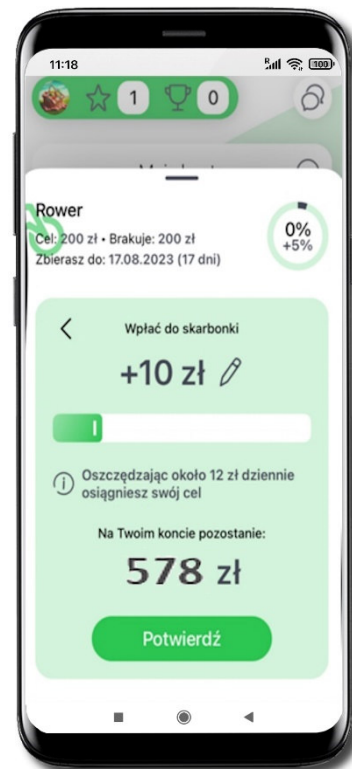 11:18
100
1
0
Rower
Cel: 200 zł • Brakuje: 200 zł
Zbierasz do: 17.08.2023 (17 dni)
0%
+5%
Wpłać do skarbonki
+10 zł
Oszczędzając około 12 zł dziennie
osiągniesz swój cel
Na Twoim koncie pozostanie:
578 zł
Potwierdź